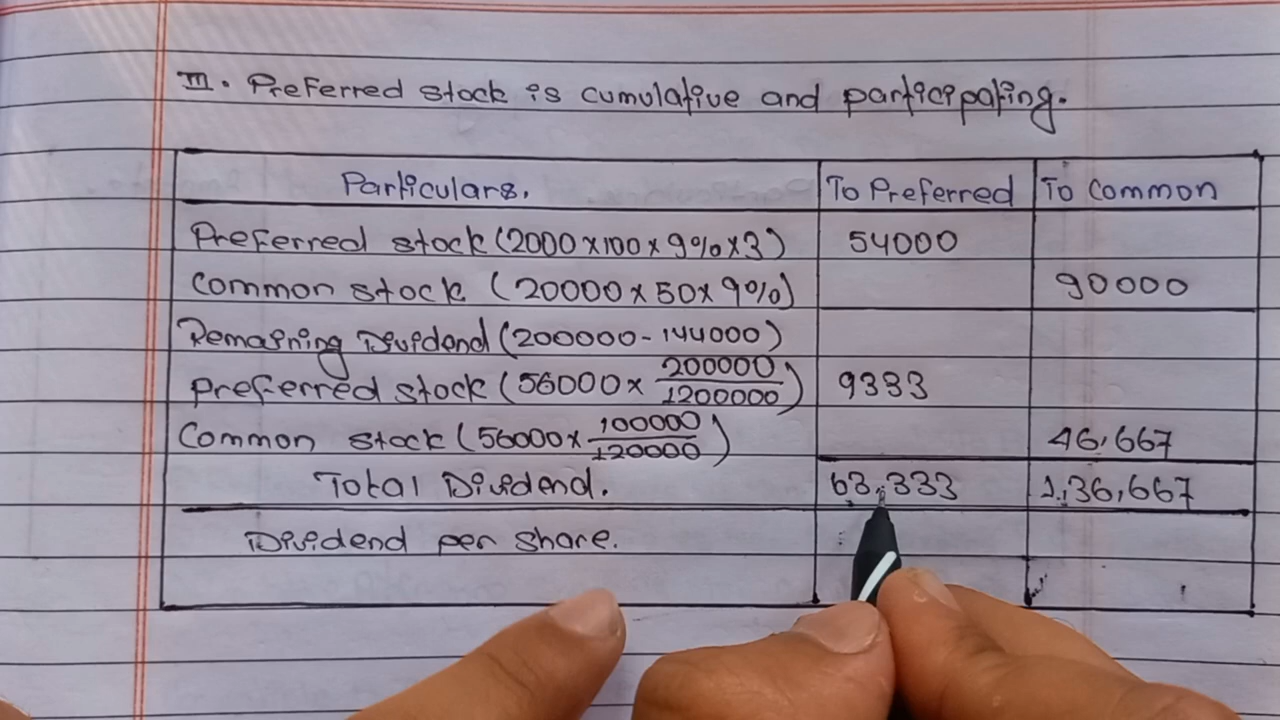 III. Preferred stock is cumulative and participating.
Particulars. To Preferred To Common
Preferred stock (2000×100×9%×3) 54000
Common stock (20000×50×9%) 90000
Remaining Dividend (200000-144000)
Preferred stock (56000× 200000/1200000) 9333
Common stock (56000× 100000/120000) 46,667
Total Dividend. 63,333 1,36,667
Dividend per share.